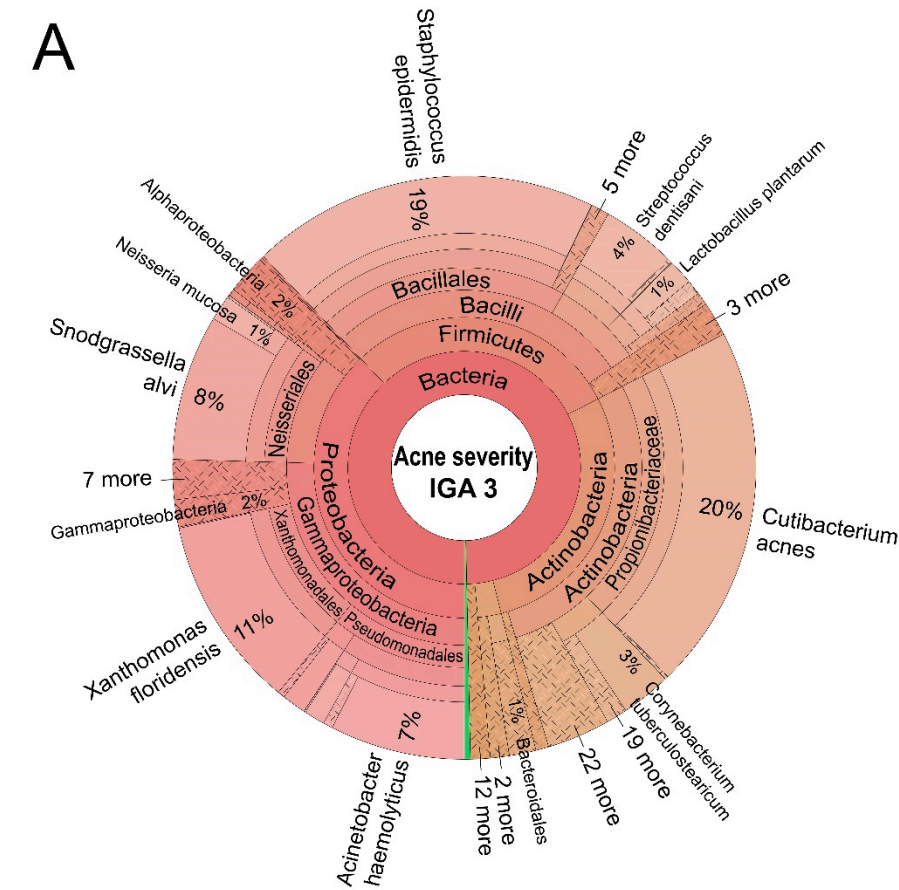 A
Staphylococcus
epidermidis
19%
5 more
Streptococcus
dentisani
4%
Lactobacillus plantarum
1%
3 more
Alphaproteobacteria
2%
Neisseria mucosa
1%
Snodgrassella
alvi
8%
7 more
Gammaproteobacteria
2%
Xanthomonas
floridensis
11%
Acinetobacter
haemolyticus
7%
12 more
2 more
Bacteroidales
1%
22 more
19 more
Corynebacterium
tuberculostearicum
3%
Cutibacterium
acnes
20%
Bacillales
Bacilli
Firmicutes
Bacteria
Acne severity
IGA 3
Neisseriales
Proteobacteria
Gammaproteobacteria
Xanthomonadales
Pseudomonadales
Actinobacteria
Actinobacteria
Propionibacteriaceae